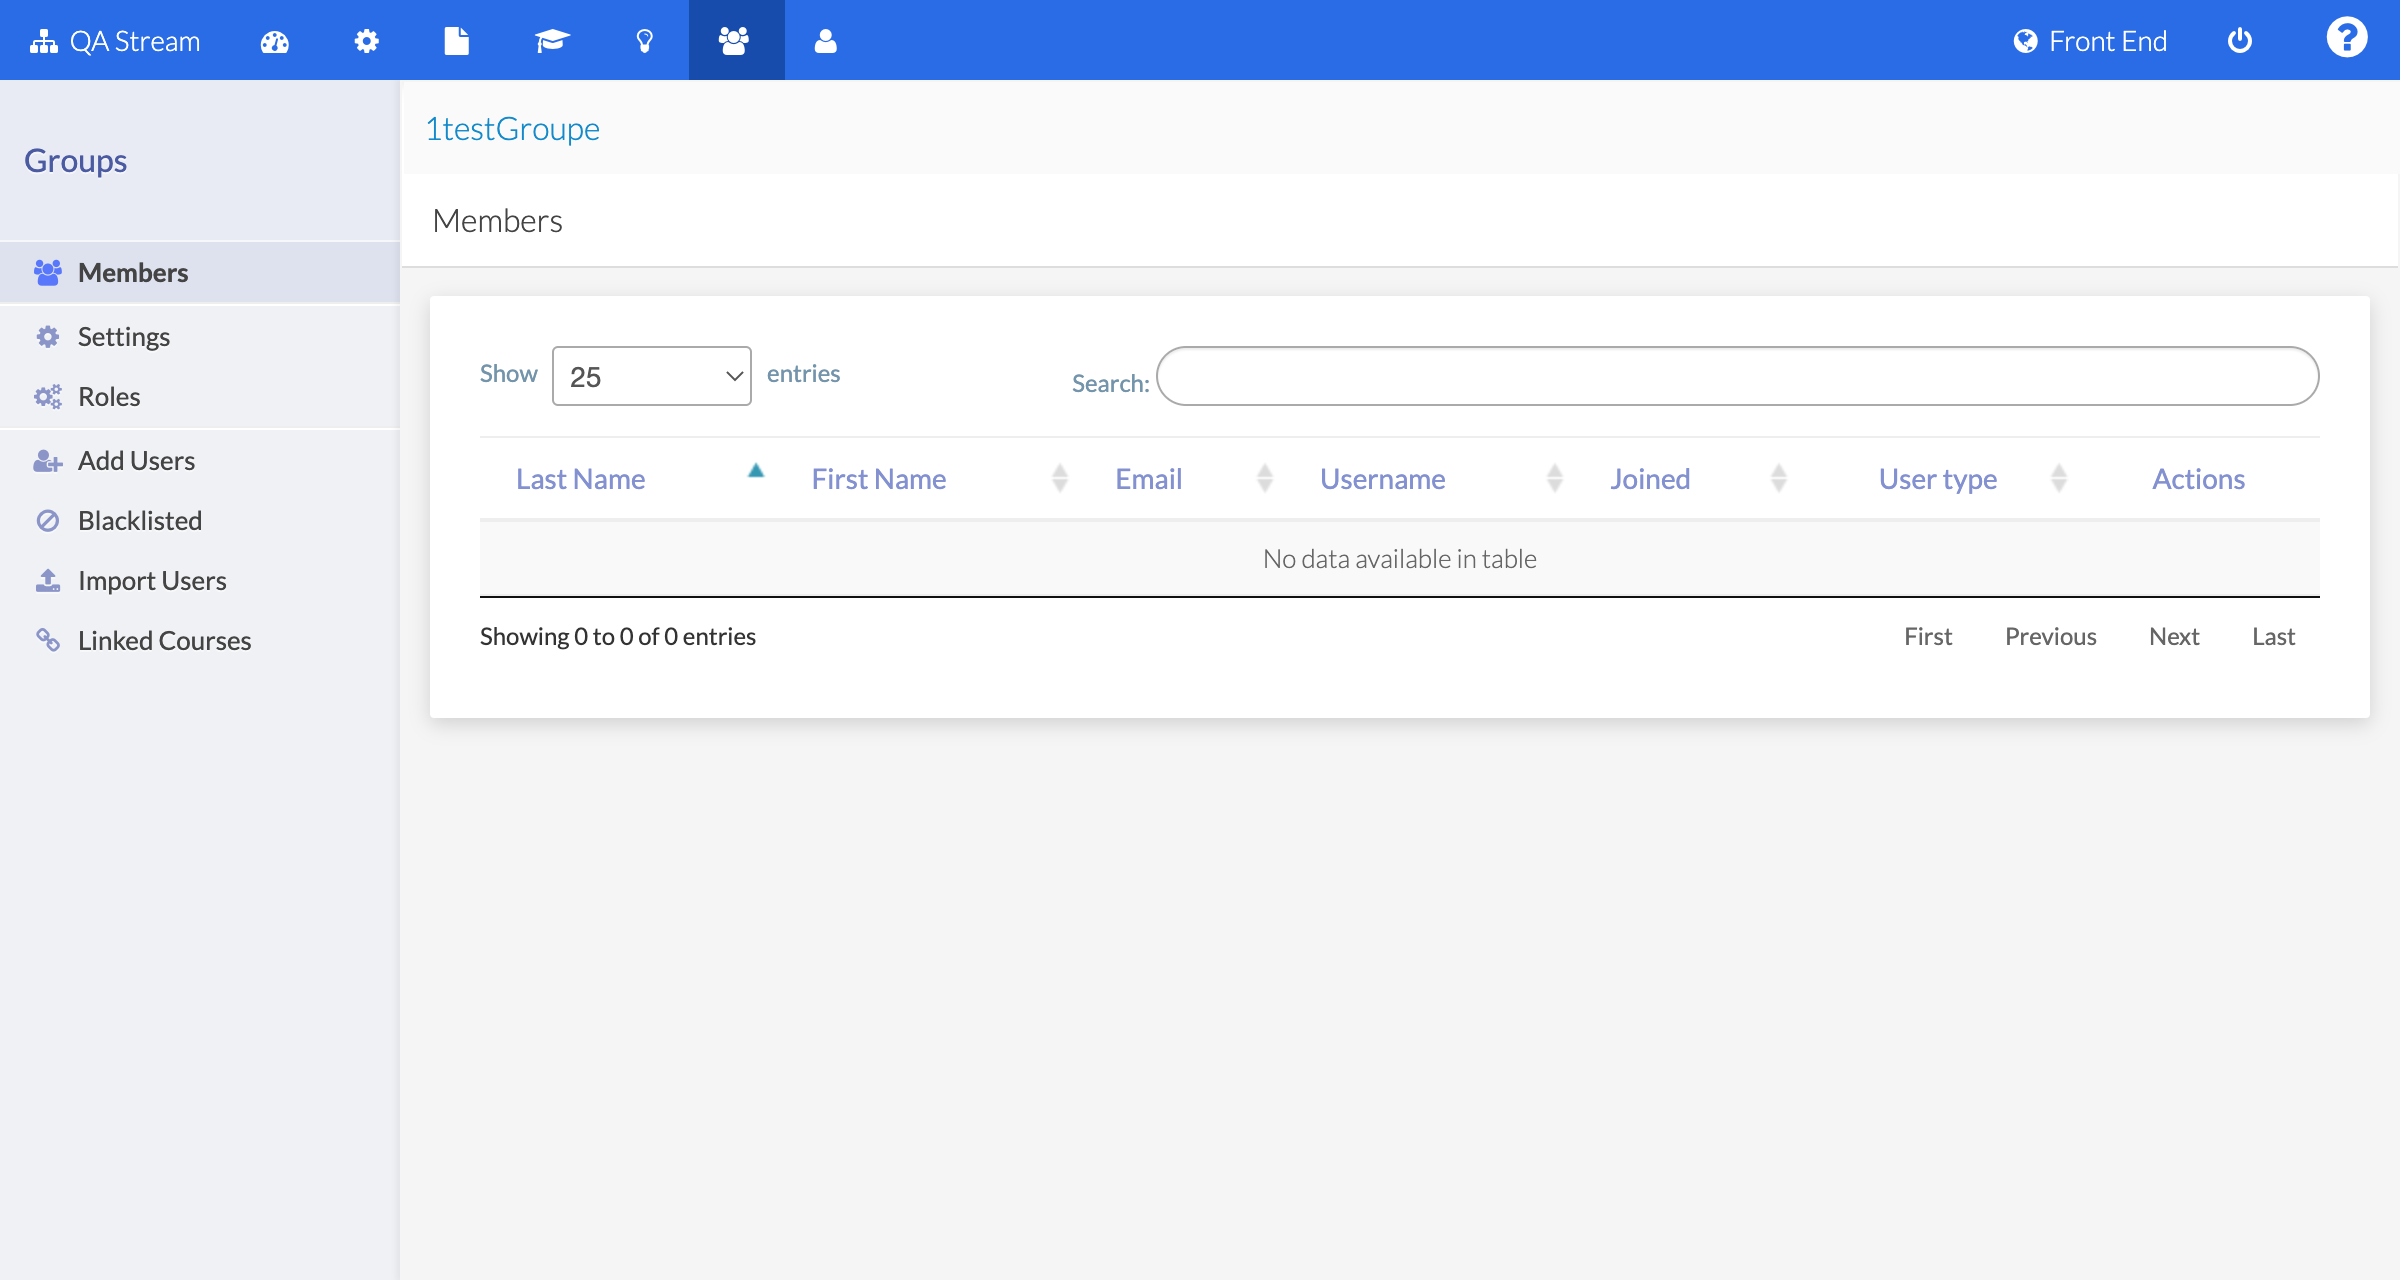 QA Stream
Front End
Groups
Members
Settings
Roles
Add Users
Blacklisted
Import Users
Linked Courses
1testGroupe
Members
Show 25 entries
Search:
Last Name First Name Email Username Joined User type Actions
No data available in table
Showing 0 to 0 of 0 entries
First Previous Next Last